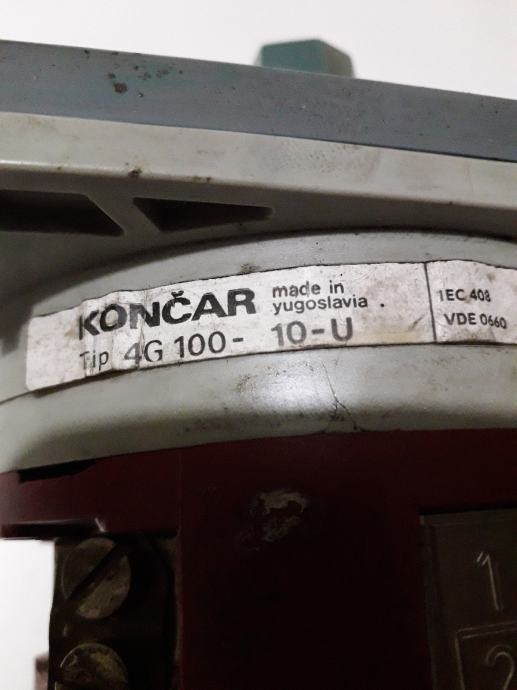 KONČAR made in
yugoslavia.
Tip 4G 100- 10-U
IEC 408
VDE 0660
1
2